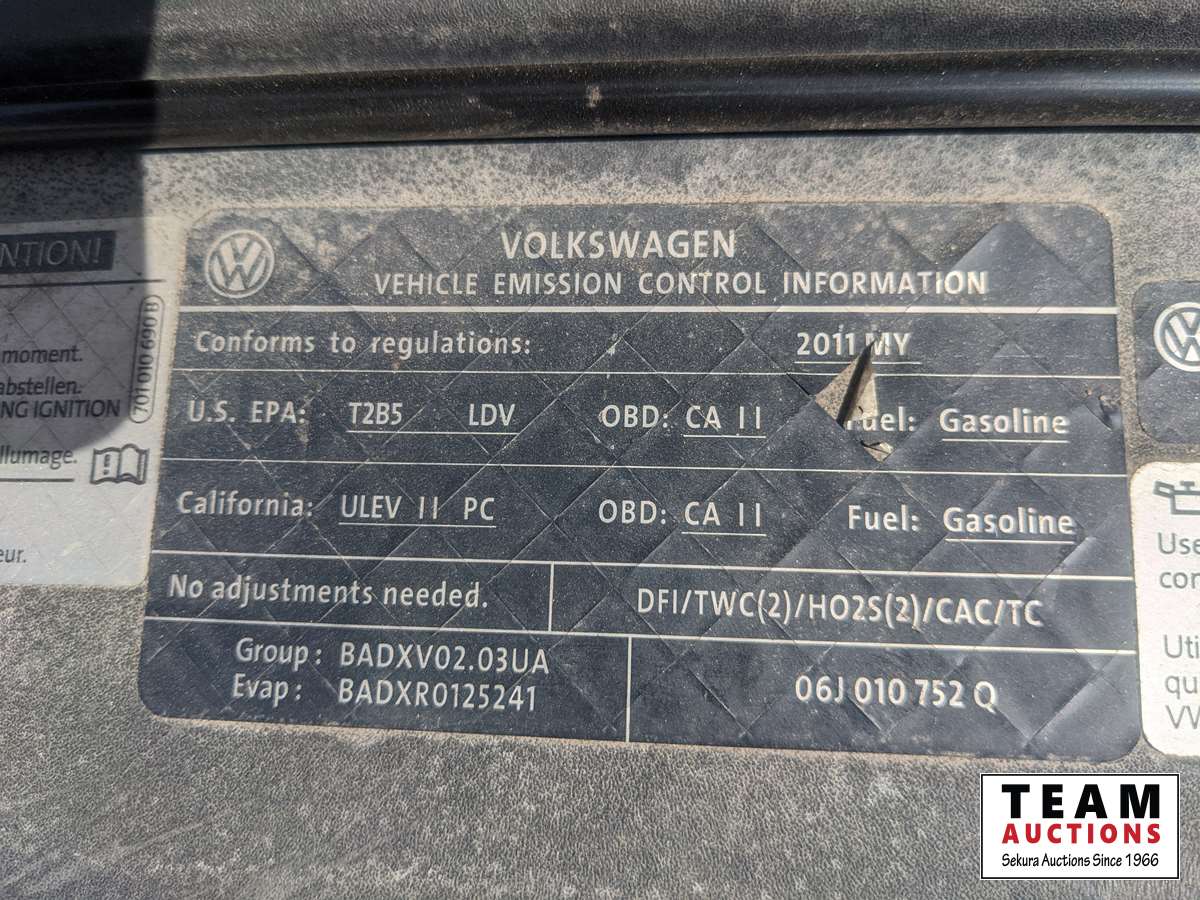 VOLKSWAGEN
VEHICLE EMISSION CONTROL INFORMATION
Conforms to regulations: 2011 MY
U.S. EPA: T2B5 LDV OBD: CA II Fuel: Gasoline
California: ULEV II PC OBD: CA II Fuel: Gasoline
No adjustments needed. DFI/TWC(2)/HO2S(2)/CAC/TC
Group: BADXV02.03UA
Evap: BADXR0125241
06J 010 752 Q
NTION!
moment.
abstellen.
NG IGNITION
llumage.
eur.
701 010 690 B
Use
con
Uti
qu
VW
TEAM
AUCTIONS
Sekura Auctions Since 1966